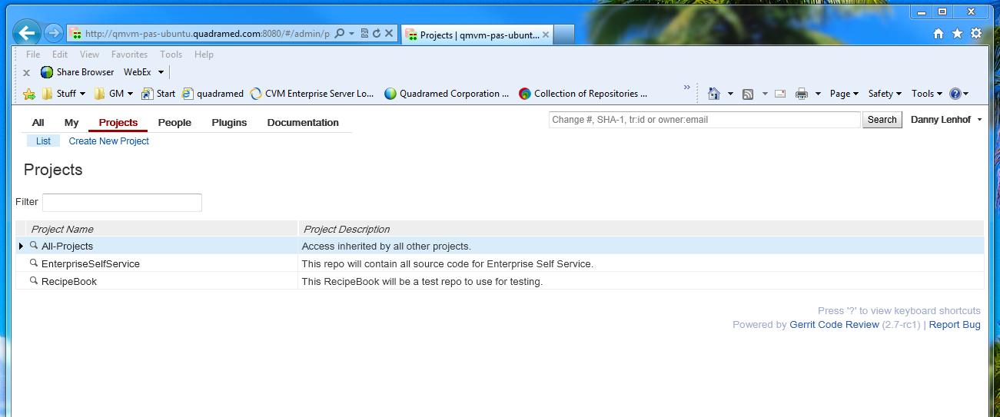 http://qmvm-pas-ubuntu.quadramed.com:8080/#/admin/p
Projects | qmvm-pas-ubunt...
File Edit View Favorites Tools Help
x Share Browser WebEx
Stuff GM Start quadramed CVM Enterprise Server Lo... Quadramed Corporation ... Collection of Repositories ... » Page Safety Tools
All My Projects People Plugins Documentation
Change #, SHA-1, tr:id or owner:email Search Danny Lenhof
List Create New Project
Projects
Filter
Project Name Project Description
All-Projects Access inherited by all other projects.
EnterpriseSelfService This repo will contain all source code for Enterprise Self Service.
RecipeBook This RecipeBook will be a test repo to use for testing.
Press '?' to view keyboard shortcuts
Powered by Gerrit Code Review (2.7-rc1) | Report Bug